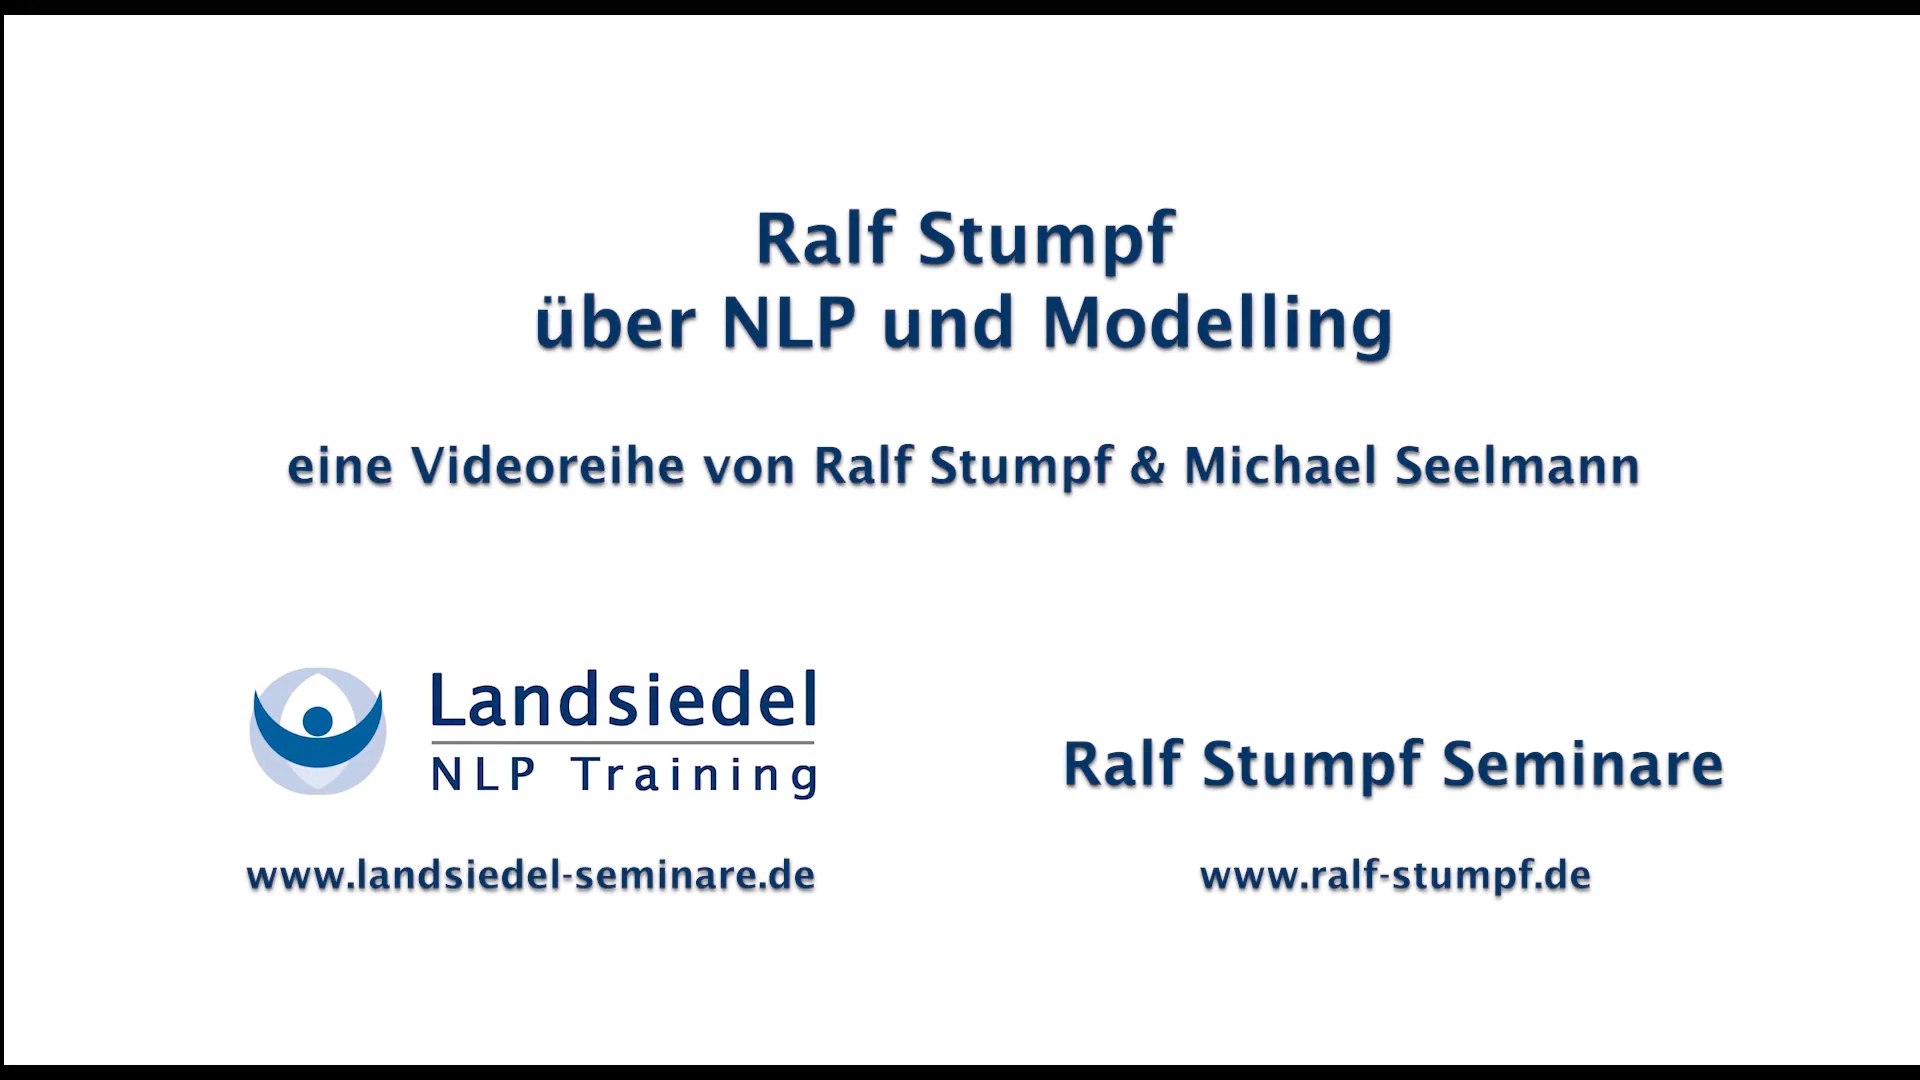 Ralf Stumpf
über NLP und Modelling
eine Videoreihe von Ralf Stumpf & Michael Seelmann
Landsiedel
NLP Training
www.landsiedel-seminare.de
Ralf Stumpf Seminare
www.ralf-stumpf.de